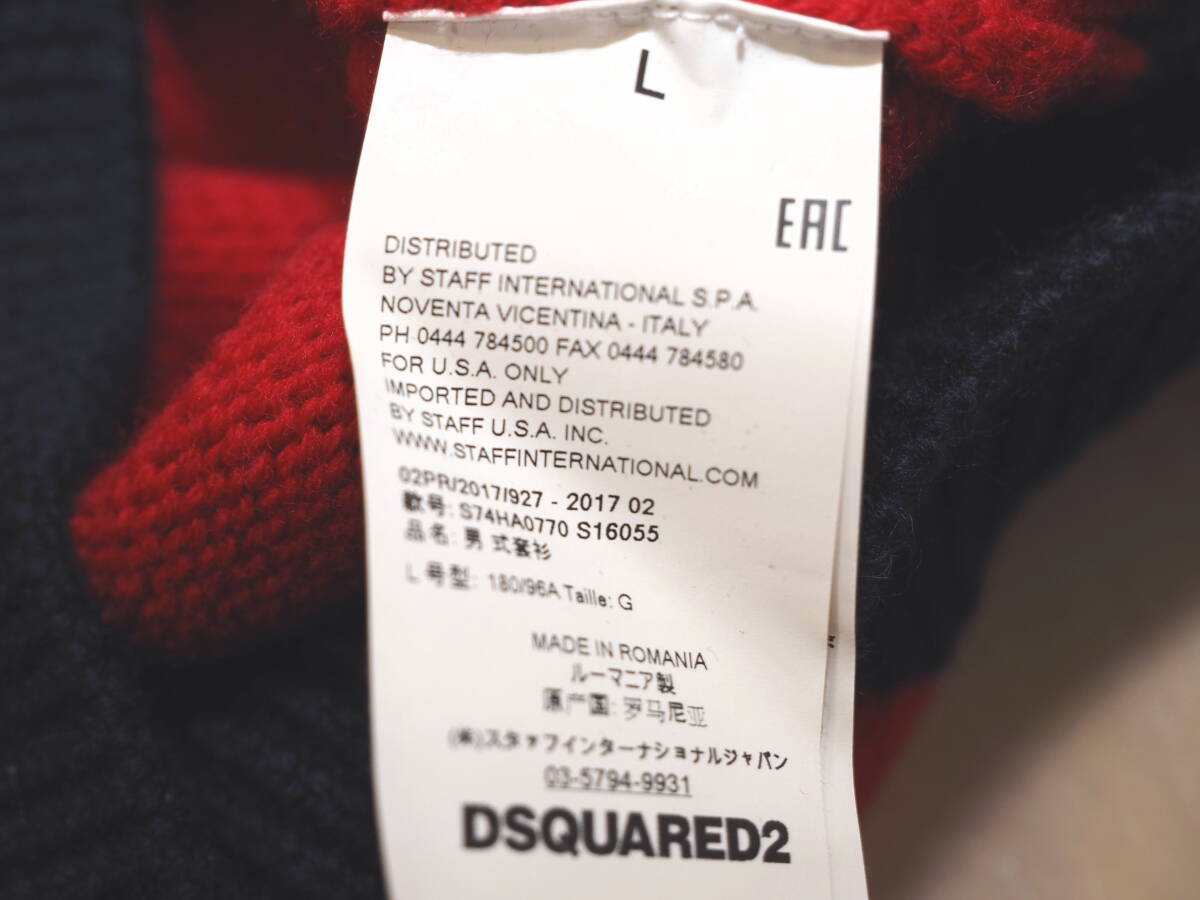 L
EAC
DISTRIBUTED
BY STAFF INTERNATIONAL S.P.A.
NOVENTA VICENTINA - ITALY
PH 0444 784500 FAX 0444 784580
FOR U.S.A. ONLY
IMPORTED AND DISTRIBUTED
BY STAFF U.S.A. INC.
WWW.STAFFINTERNATIONAL.COM
02PR/2017/927 - 2017 02
款号: S74HA0770 S16055
品名: 男式套衫
L 号型: 180/96A Taille: G
MADE IN ROMANIA
ルーマニア製
原产国: 罗马尼亚
(株)スタッフインターナショナルジャパン
03-5794-9931
DSQUARED2